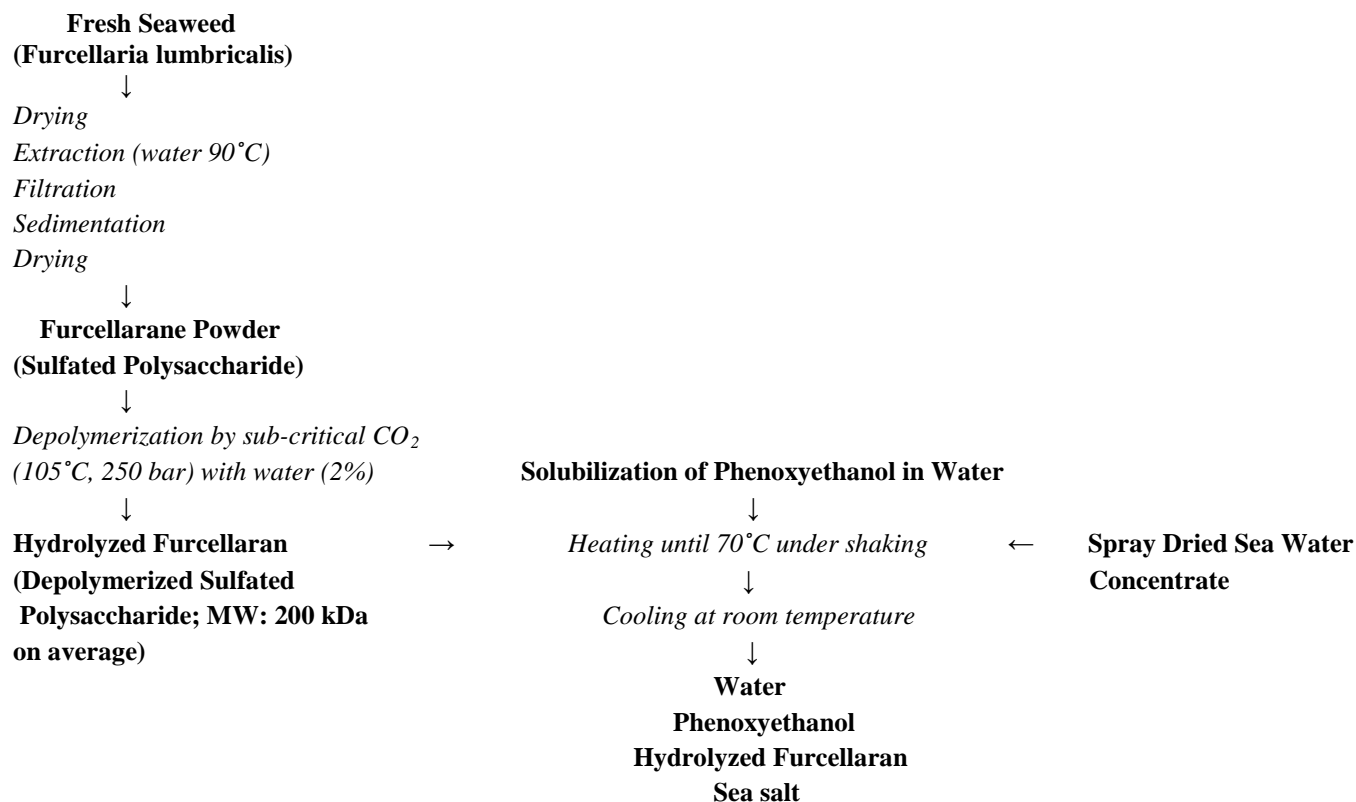 Fresh Seaweed
(Furcellaria lumbricalis)
↓
Drying
Extraction (water 90˚C)
Filtration
Sedimentation
Drying
↓
Furcellarane Powder
(Sulfated Polysaccharide)
↓
Depolymerization by sub-critical CO2
(105˚C, 250 bar) with water (2%)
↓
Hydrolyzed Furcellaran
(Depolymerized Sulfated
Polysaccharide; MW: 200 kDa
on average)
→
Solubilization of Phenoxyethanol in Water
↓
Heating until 70˚C under shaking
↓
Cooling at room temperature
↓
Water
Phenoxyethanol
Hydrolyzed Furcellaran
Sea salt
←
Spray Dried Sea Water
Concentrate